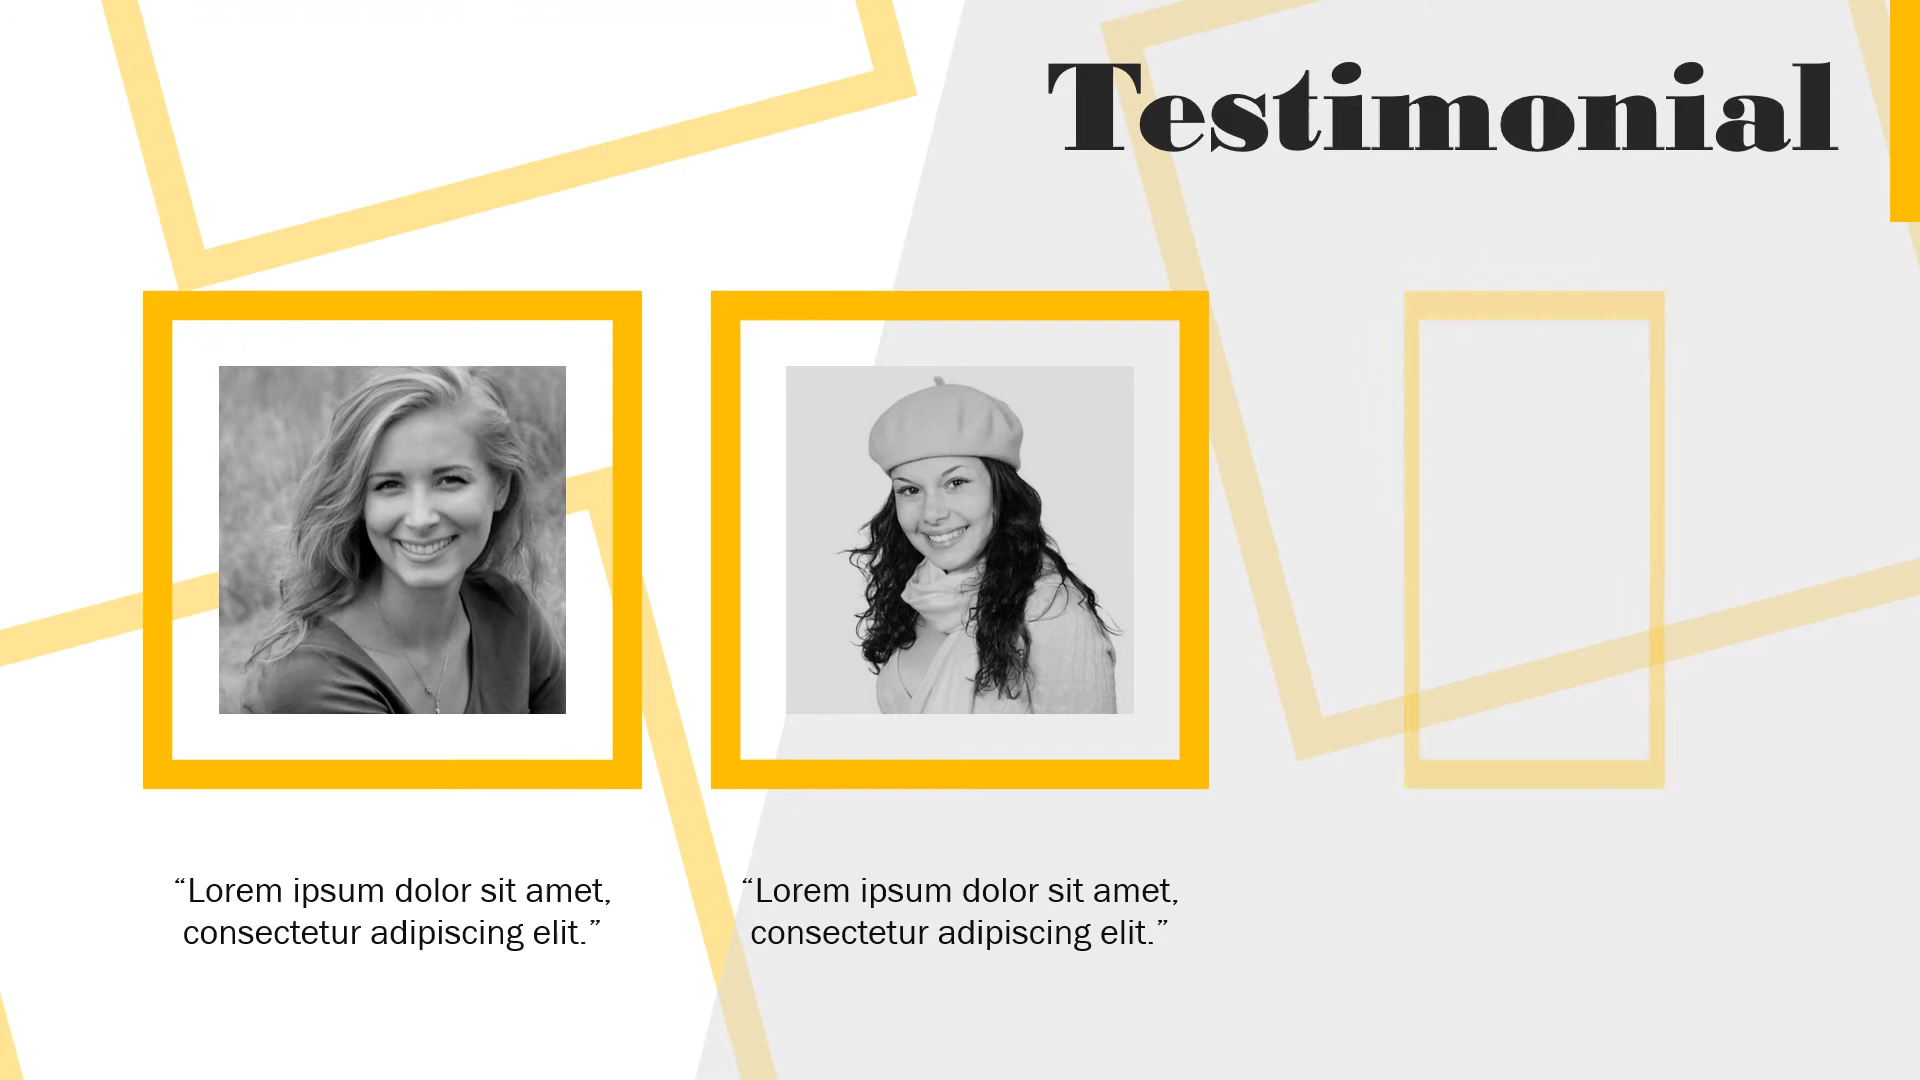 Testimonial
“Lorem ipsum dolor sit amet,
consectetur adipiscing elit.”
“Lorem ipsum dolor sit amet,
consectetur adipiscing elit.”